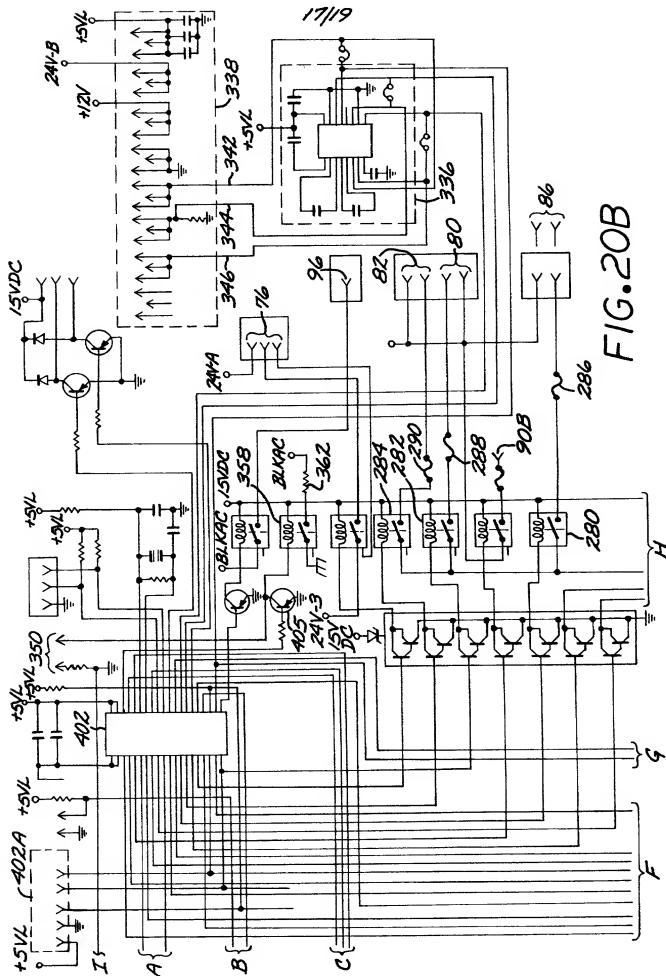 17/19
+5VL
24V-B
+12V
338
342
344
346
+5VL
336
15VDC
24V-A
76
96
82
80
86
FIG. 20B
+5VL
+5VL
350
+5VL
+5VL
402
+5VL
402A
+5VL
BLKAC
358
15VDC
BLKAC
362
284
282
290
288
90B
286
280
405
24V-3
15V
DC
I
A
B
C
F
G
H